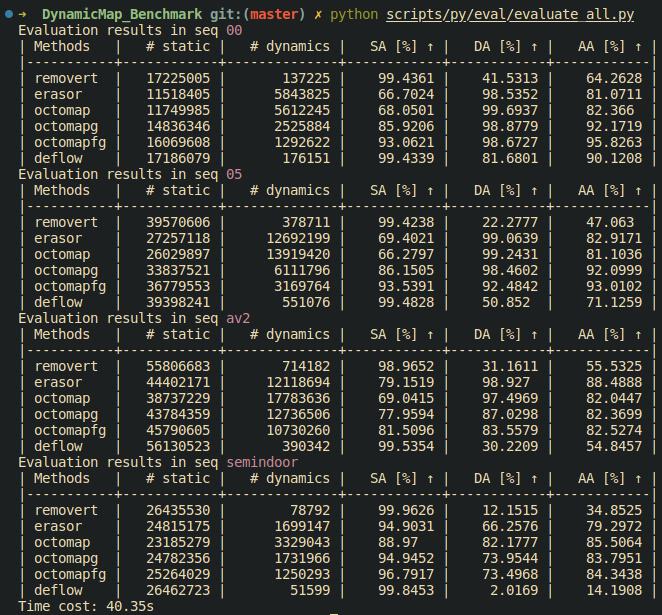 → DynamicMap_Benchmark git:(master) ✗ python scripts/py/eval/evaluate_all.py
Evaluation results in seq 00
| Methods | # static | # dynamics | SA [%] ↑ | DA [%] ↑ | AA [%] ↑ |
|-----------+------------+--------------+------------+------------+------------|
| removert | 17225005 | 137225 | 99.4361 | 41.5313 | 64.2628 |
| erasor | 11518405 | 5843825 | 66.7024 | 98.5352 | 81.0711 |
| octomap | 11749985 | 5612245 | 68.0501 | 99.6937 | 82.366 |
| octomapg | 14836346 | 2525884 | 85.9206 | 98.8779 | 92.1719 |
| octomapfg | 16069608 | 1292622 | 93.0621 | 98.6727 | 95.8263 |
| deflow | 17186079 | 176151 | 99.4339 | 81.6801 | 90.1208 |
Evaluation results in seq 05
| Methods | # static | # dynamics | SA [%] ↑ | DA [%] ↑ | AA [%] ↑ |
|-----------+------------+--------------+------------+------------+------------|
| removert | 39570606 | 378711 | 99.4238 | 22.2777 | 47.063 |
| erasor | 27257118 | 12692199 | 69.4021 | 99.0639 | 82.9171 |
| octomap | 26029897 | 13919420 | 66.2797 | 99.2431 | 81.1036 |
| octomapg | 33837521 | 6111796 | 86.1505 | 98.4602 | 92.0999 |
| octomapfg | 36779553 | 3169764 | 93.5391 | 92.4842 | 93.0102 |
| deflow | 39398241 | 551076 | 99.4828 | 50.852 | 71.1259 |
Evaluation results in seq av2
| Methods | # static | # dynamics | SA [%] ↑ | DA [%] ↑ | AA [%] ↑ |
|-----------+------------+--------------+------------+------------+------------|
| removert | 55806683 | 714182 | 98.9652 | 31.1611 | 55.5325 |
| erasor | 44402171 | 12118694 | 79.1519 | 98.927 | 88.4888 |
| octomap | 38737229 | 17783636 | 69.0415 | 97.4969 | 82.0447 |
| octomapg | 43784359 | 12736506 | 77.9594 | 87.0298 | 82.3699 |
| octomapfg | 45790605 | 10730260 | 81.5096 | 83.5579 | 82.5274 |
| deflow | 56130523 | 390342 | 99.5354 | 30.2209 | 54.8457 |
Evaluation results in seq semindoor
| Methods | # static | # dynamics | SA [%] ↑ | DA [%] ↑ | AA [%] ↑ |
|-----------+------------+--------------+------------+------------+------------|
| removert | 26435530 | 78792 | 99.9626 | 12.1515 | 34.8525 |
| erasor | 24815175 | 1699147 | 94.9031 | 66.2576 | 79.2972 |
| octomap | 23185279 | 3329043 | 88.97 | 82.1777 | 85.5064 |
| octomapg | 24782356 | 1731966 | 94.9452 | 73.9544 | 83.7951 |
| octomapfg | 25264029 | 1250293 | 96.7917 | 73.4968 | 84.3438 |
| deflow | 26462723 | 51599 | 99.8453 | 2.0169 | 14.1908 |
Time cost: 40.35s